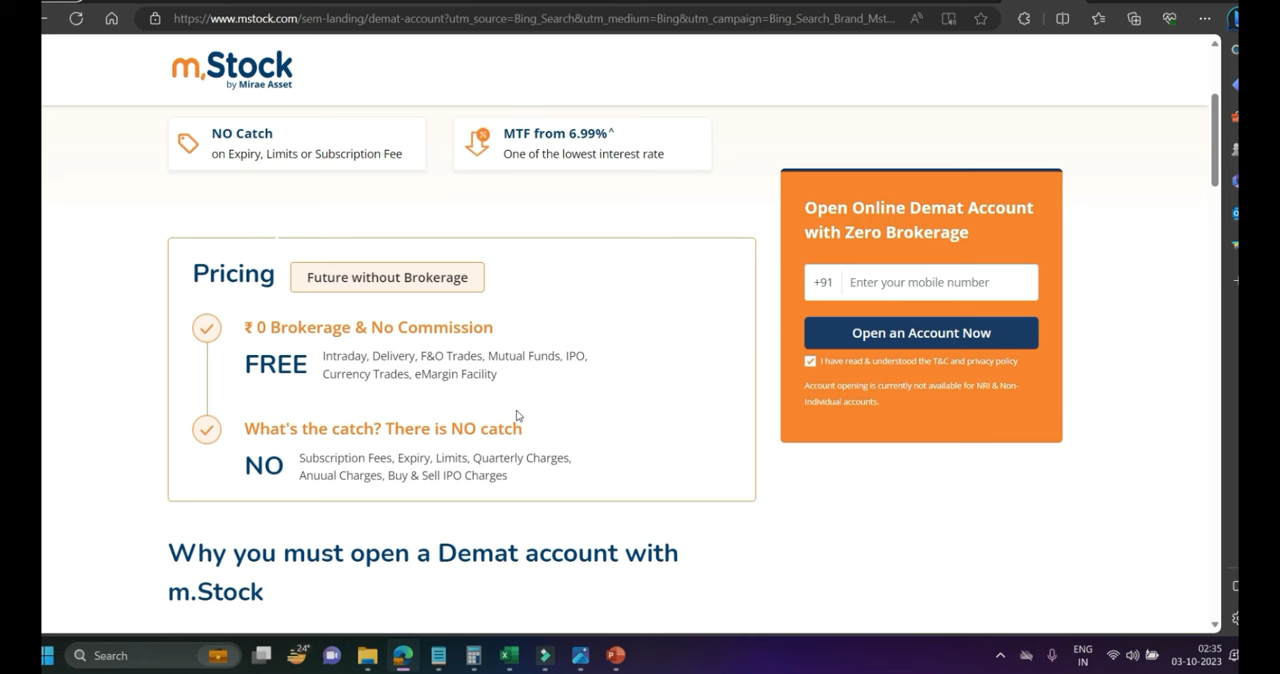 https://www.mstock.com/sem-landing/demat-account?utm_source=Bing_Search&utm_medium=Bing&utm_campaign=Bing_Search_Brand_Mst...
m.Stock
by Mirae Asset
NO Catch
on Expiry, Limits or Subscription Fee
MTF from 6.99%^
One of the lowest interest rate
Pricing
Future without Brokerage
₹ 0 Brokerage & No Commission
FREE
Intraday, Delivery, F&O Trades, Mutual Funds, IPO,
Currency Trades, eMargin Facility
What's the catch? There is NO catch
NO
Subscription Fees, Expiry, Limits, Quarterly Charges,
Anuual Charges, Buy & Sell IPO Charges
Open Online Demat Account
with Zero Brokerage
+91
Enter your mobile number
Open an Account Now
I have read & understood the T&C and privacy policy
Account opening is currently not available for NRI & Non-
Individual accounts.
Why you must open a Demat account with
m.Stock
Search
24°
ENG
IN
02:35
03-10-2023